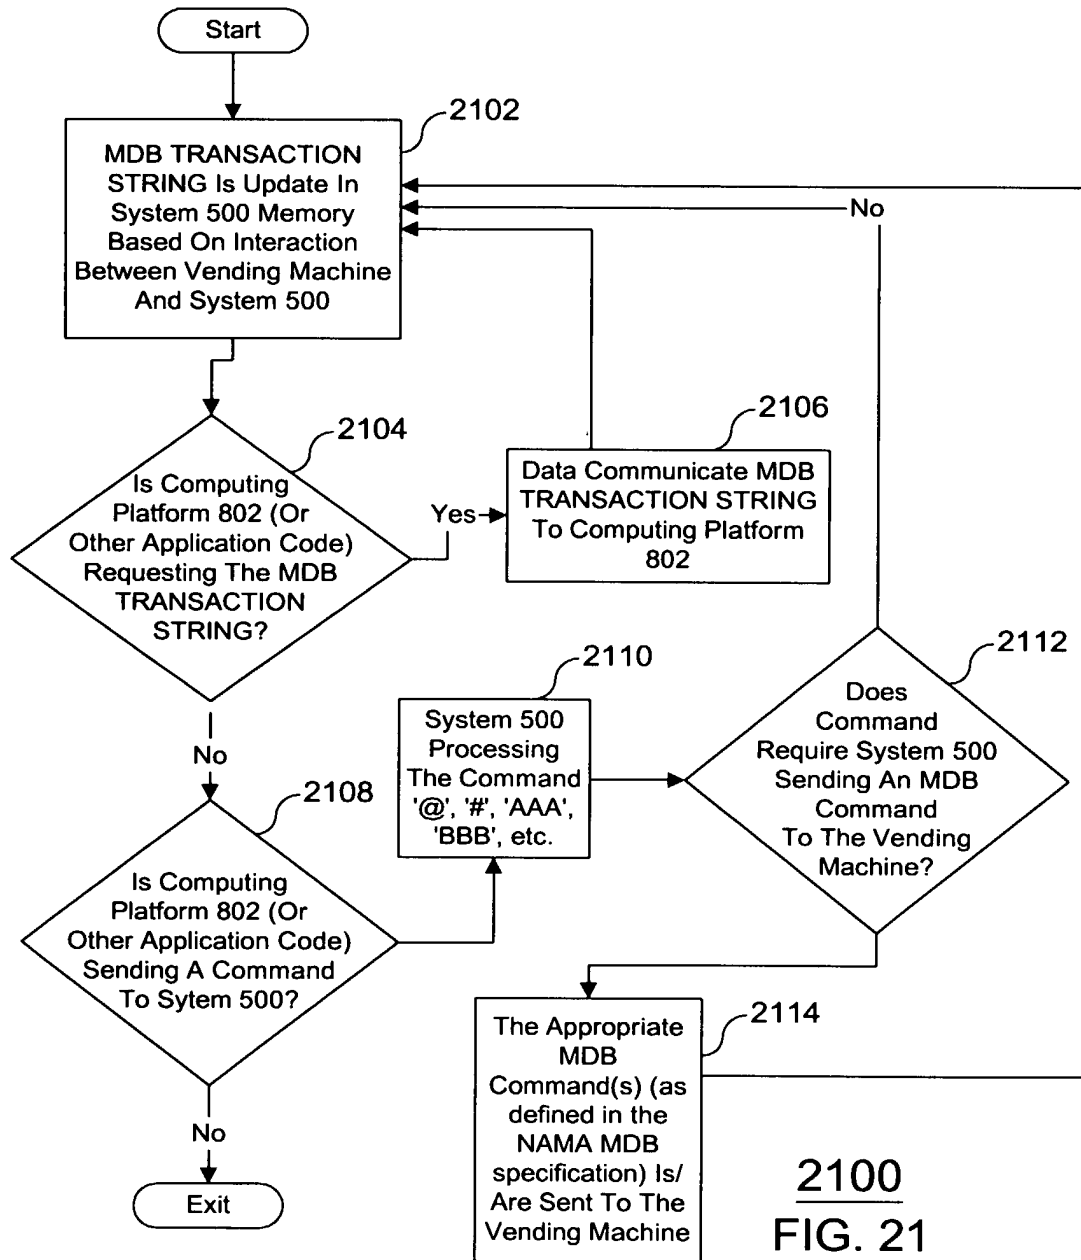 Start
2102
MDB TRANSACTION
STRING Is Update In
System 500 Memory
Based On Interaction
Between Vending Machine
And System 500
No
2104
Is Computing
Platform 802 (Or
Other Application Code)
Requesting The MDB
TRANSACTION
STRING?
Yes
2106
Data Communicate MDB
TRANSACTION STRING
To Computing Platform
802
No
2108
Is Computing
Platform 802 (Or
Other Application Code)
Sending A Command
To Sytem 500?
2110
System 500
Processing
The Command
'@', '#', 'AAA',
'BBB', etc.
2112
Does
Command
Require System 500
Sending An MDB
Command
To The Vending
Machine?
2114
The Appropriate
MDB
Command(s) (as
defined in the
NAMA MDB
specification) Is/
Are Sent To The
Vending Machine
No
Exit
2100
FIG. 21